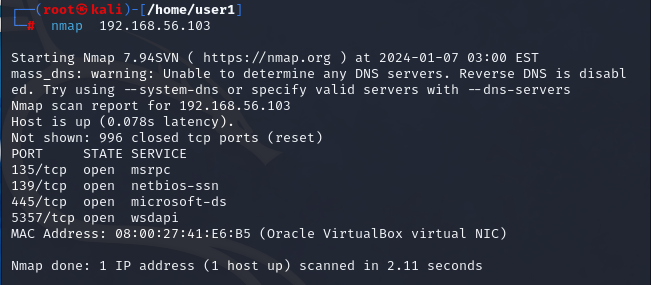 ┌──(root㉿kali)-[/home/user1]
└─# nmap 192.168.56.103
Starting Nmap 7.94SVN ( https://nmap.org ) at 2024-01-07 03:00 EST
mass_dns: warning: Unable to determine any DNS servers. Reverse DNS is disabl
ed. Try using --system-dns or specify valid servers with --dns-servers
Nmap scan report for 192.168.56.103
Host is up (0.078s latency).
Not shown: 996 closed tcp ports (reset)
PORT     STATE SERVICE
135/tcp  open  msrpc
139/tcp  open  netbios-ssn
445/tcp  open  microsoft-ds
5357/tcp open  wsdapi
MAC Address: 08:00:27:41:E6:B5 (Oracle VirtualBox virtual NIC)
Nmap done: 1 IP address (1 host up) scanned in 2.11 seconds